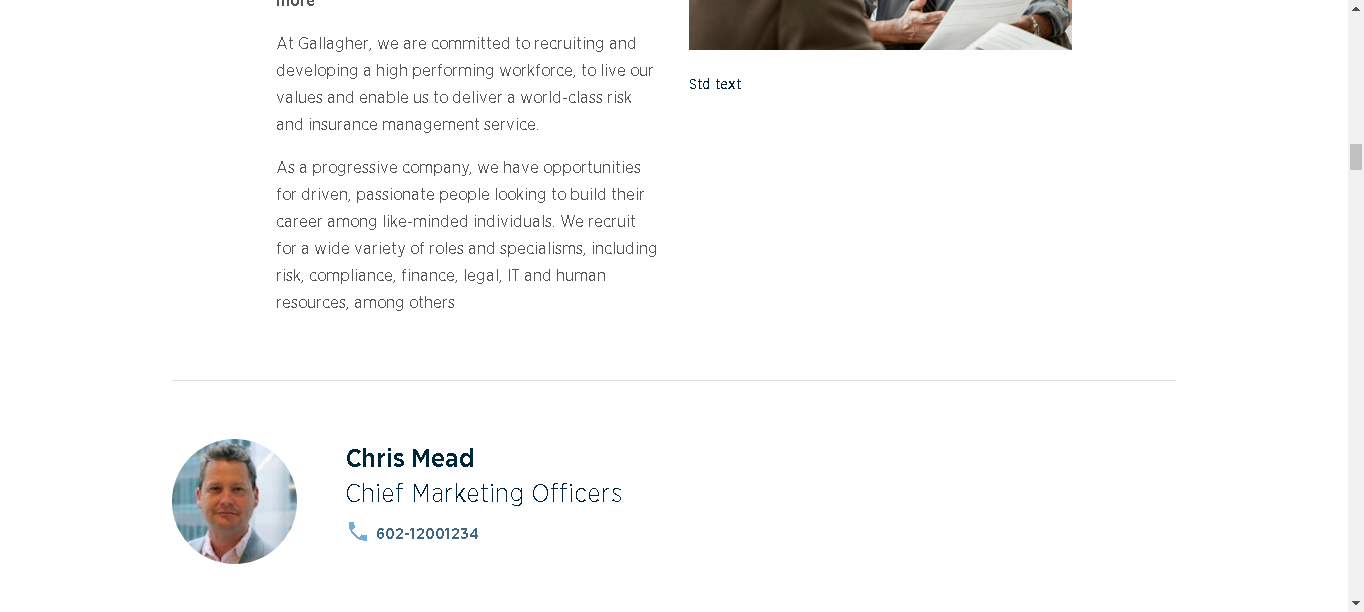 more
At Gallagher, we are committed to recruiting and
developing a high performing workforce, to live our
values and enable us to deliver a world-class risk
and insurance management service.
As a progressive company, we have opportunities
for driven, passionate people looking to build their
career among like-minded individuals. We recruit
for a wide variety of roles and specialisms, including
risk, compliance, finance, legal, IT and human
resources, among others
Std text
Chris Mead
Chief Marketing Officers
602-12001234